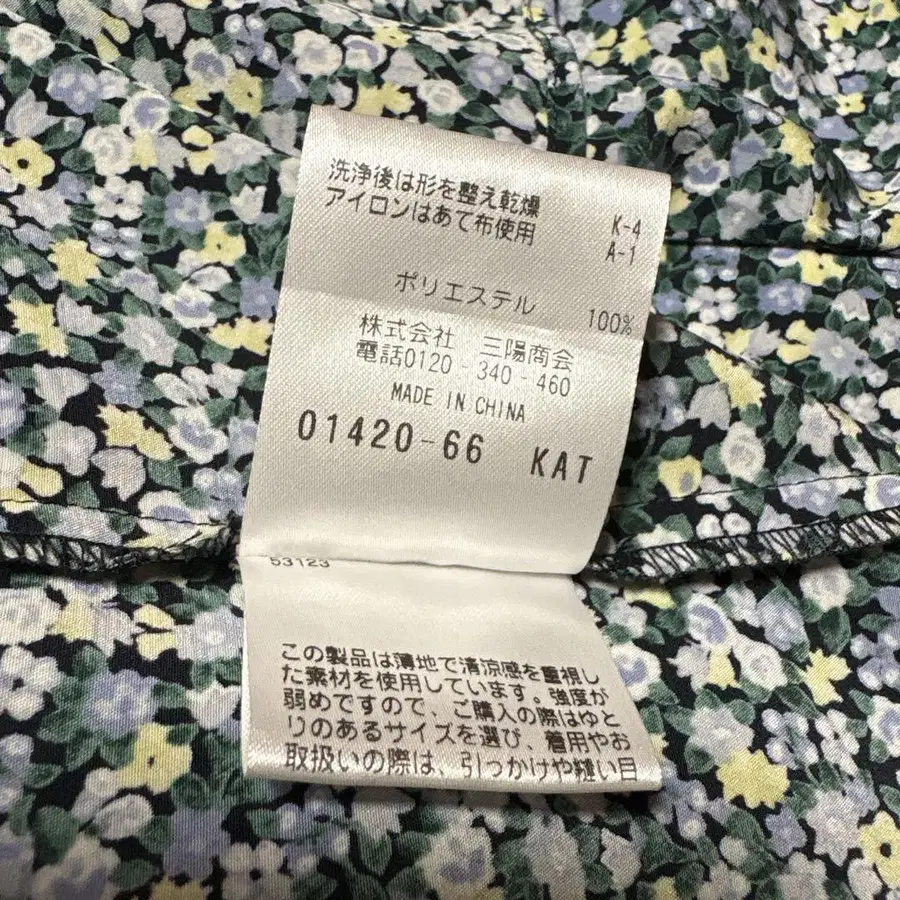 洗浄後は形を整え乾燥 K-4
アイロンはあて布使用 A-1
ポリエステル 100%
株式会社 三陽商会
電話0120-340-460
MADE IN CHINA
01420-66 KAT
53123
この製品は薄地で清涼感を重視し
た素材を使用しています。強度が
弱めですので、ご購入の際はゆと
りのあるサイズを選び、着用やお
取扱いの際は、引っかけや縫い目